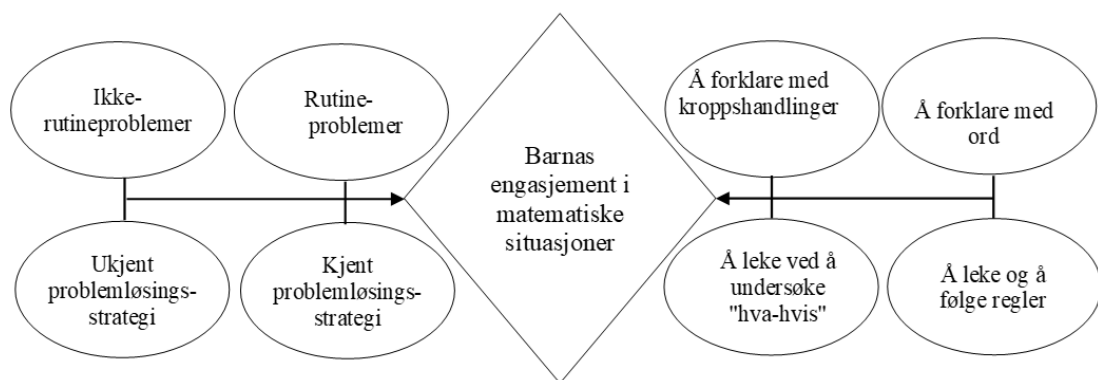 Ikke-
rutineproblemer
Rutine-
problemer
Ukjent
problemløsings-
strategi
Kjent
problemløsings-
strategi
Barnas
engasjement i
matematiske
situasjoner
Å forklare med
kroppshandlinger
Å forklare med
ord
Å leke ved å
undersøke
"hva-hvis"
Å leke og å
følge regler